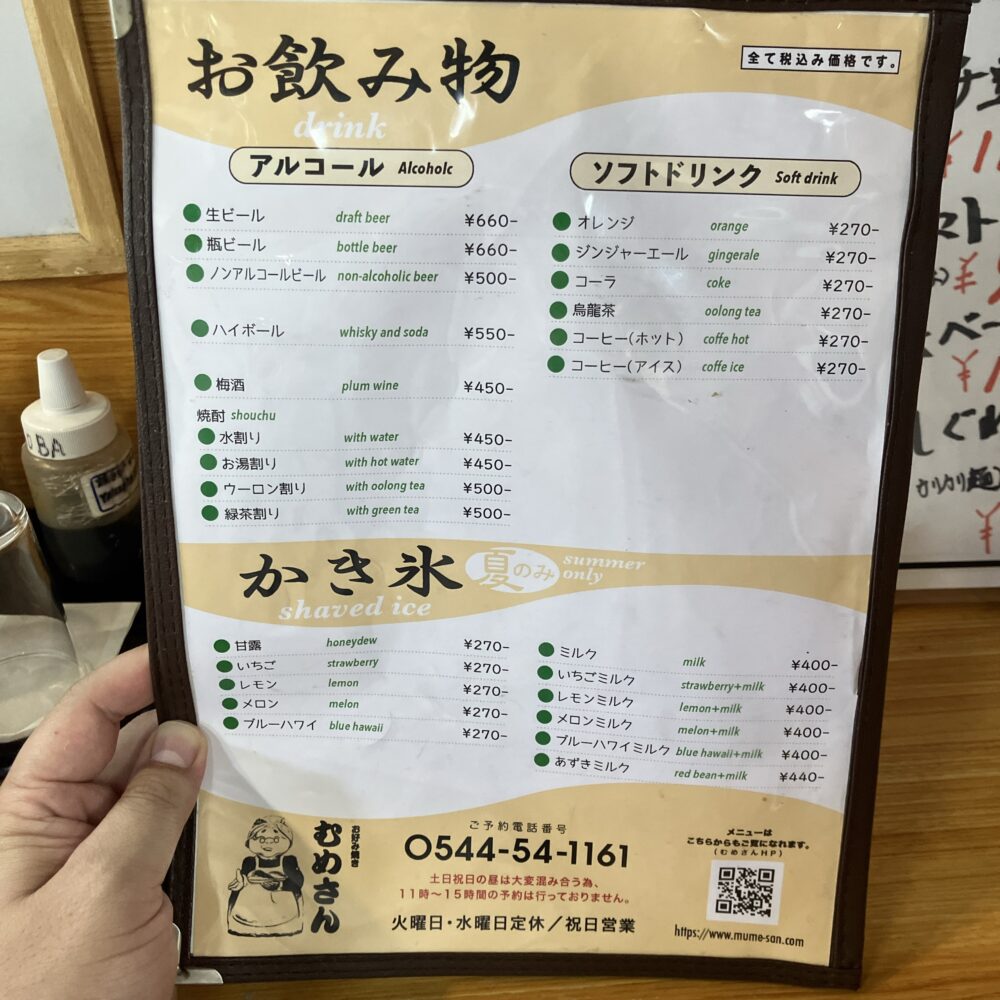 お飲み物
drink
全て税込み価格です。
アルコール Alcoholc
生ビール draft beer ¥660-
瓶ビール bottle beer ¥660-
ノンアルコールビール non-alcoholic beer ¥500-
ハイボール whisky and soda ¥550-
梅酒 plum wine ¥450-
焼酎 shouchu
水割り with water ¥450-
お湯割り with hot water ¥450-
ウーロン割り with oolong tea ¥500-
緑茶割り with green tea ¥500-
ソフトドリンク Soft drink
オレンジ orange ¥270-
ジンジャーエール gingerale ¥270-
コーラ coke ¥270-
烏龍茶 oolong tea ¥270-
コーヒー(ホット) coffe hot ¥270-
コーヒー(アイス) coffe ice ¥270-
かき氷 夏のみ summer only
shaved ice
甘露 honeydew ¥270-
いちご strawberry ¥270-
レモン lemon ¥270-
メロン melon ¥270-
ブルーハワイ blue hawaii ¥270-
ミルク milk ¥400-
いちごミルク strawberry+milk ¥400-
レモンミルク lemon+milk ¥400-
メロンミルク melon+milk ¥400-
ブルーハワイミルク blue hawaii+milk ¥400-
あずきミルク red bean+milk ¥440-
お好み焼き
むめさん
ご予約電話番号
0544-54-1161
土日祝日の昼は大変混み合う為、
11時〜15時間の予約は行っておりません。
火曜日・水曜日定休/祝日営業
メニューは
こちらからもご覧になれます。
(むめさんHP)
https://www.mume-san.com
BA